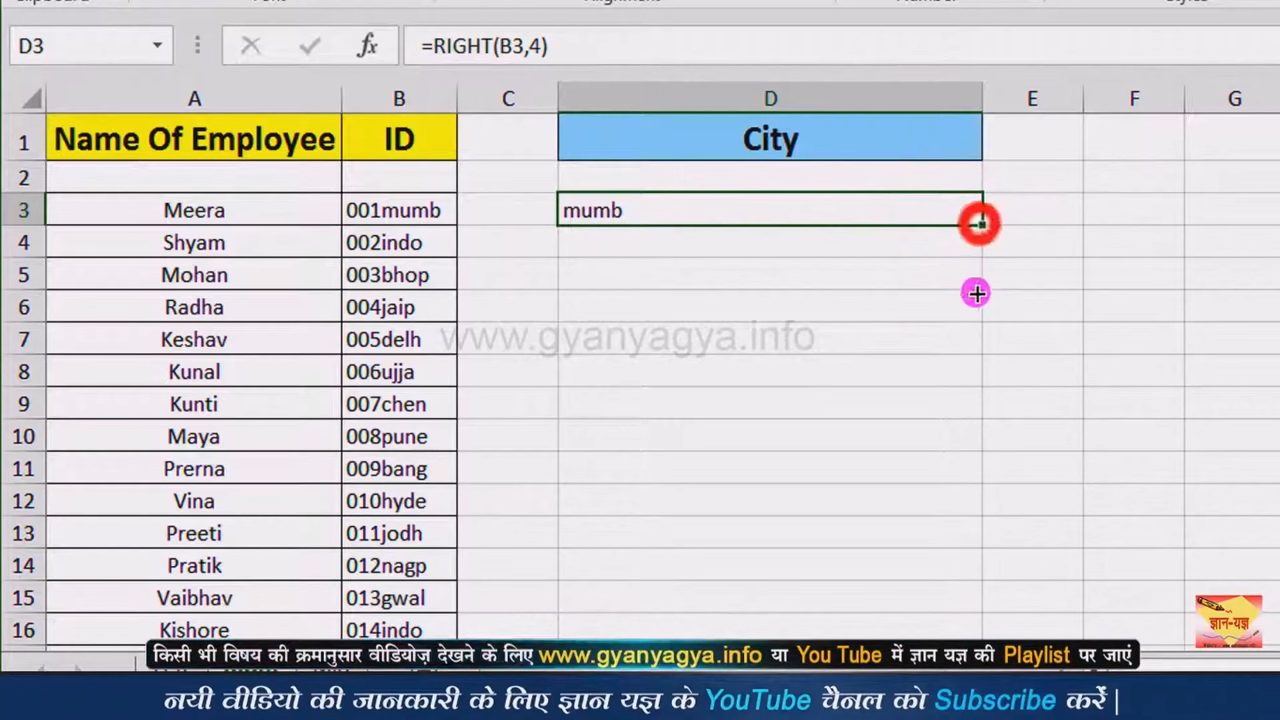 D3 fx =RIGHT(B3,4)
A B C D E F G
1 Name Of Employee ID City
2
3 Meera 001mumb mumb
4 Shyam 002indo
5 Mohan 003bhop
6 Radha 004jaip
7 Keshav 005delh
www.gyanyagya.info
8 Kunal 006ujja
9 Kunti 007chen
10 Maya 008pune
11 Prerna 009bang
12 Vina 010hyde
13 Preeti 011jodh
14 Pratik 012nagp
15 Vaibhav 013gwal
16 Kishore 014indo
ज्ञान-यज्ञ
किसी भी विषय की क्रमानुसार वीडियोज़ देखने के लिए www.gyanyagya.info या You Tube में ज्ञान यज्ञ की Playlist पर जाएं
नयी वीडियो की जानकारी के लिए ज्ञान यज्ञ के YouTube चैनल को Subscribe करें |